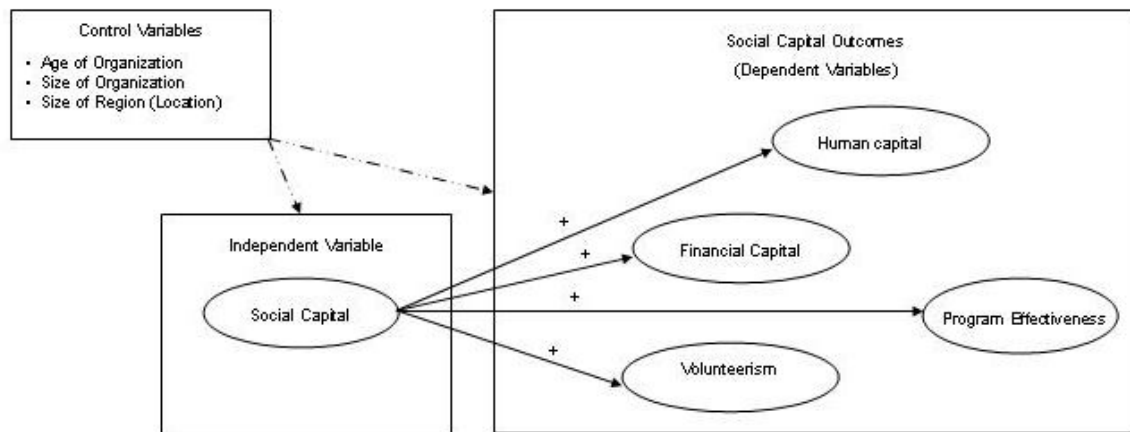 Control Variables
• Age of Organization
• Size of Organization
• Size of Region (Location)
Social Capital Outcomes
(Dependent Variables)
Human capital
+
Independent Variable
Financial Capital
+
+
Social Capital
Program Effectiveness
+
Volunteerism